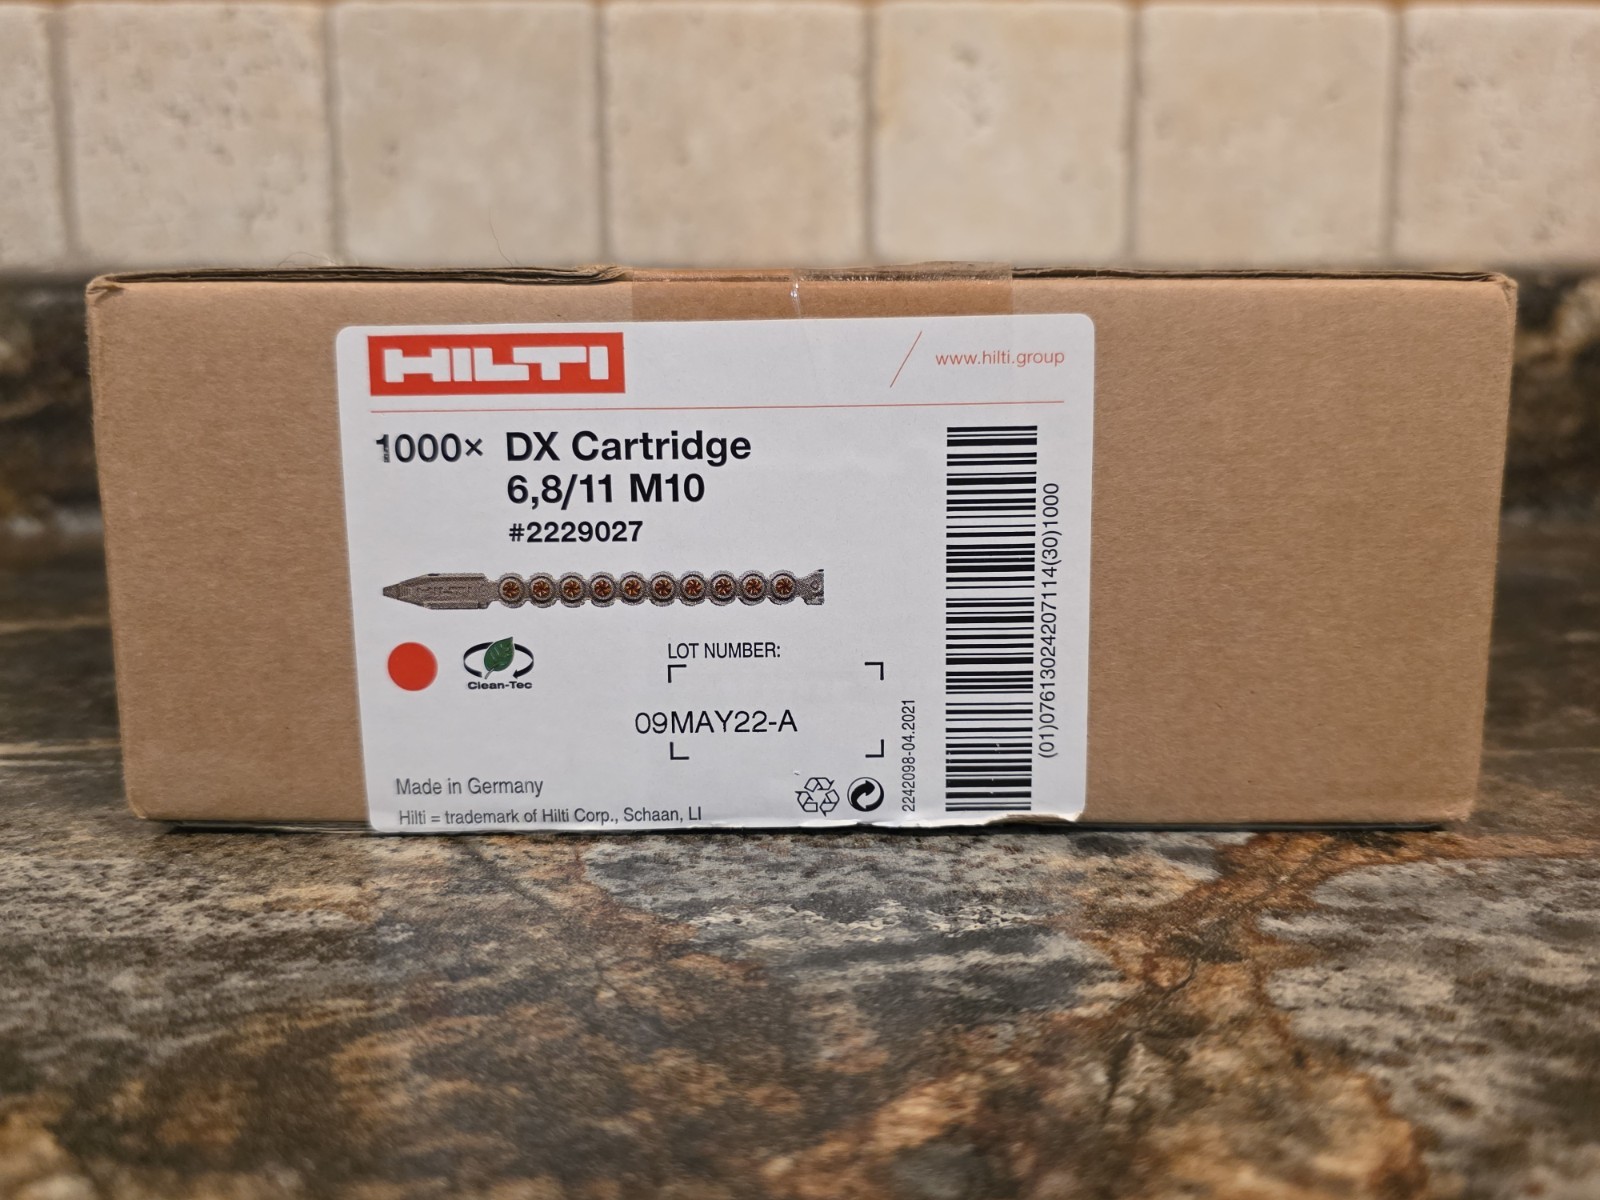 HILTI
www.hilti.group
1000× DX Cartridge
6,8/11 M10
#2229027
Clean-Tec
LOT NUMBER:
09MAY22-A
Made in Germany
Hilti = trademark of Hilti Corp., Schaan, LI
2242098-04.2021
(01)07613024207114(30)1000